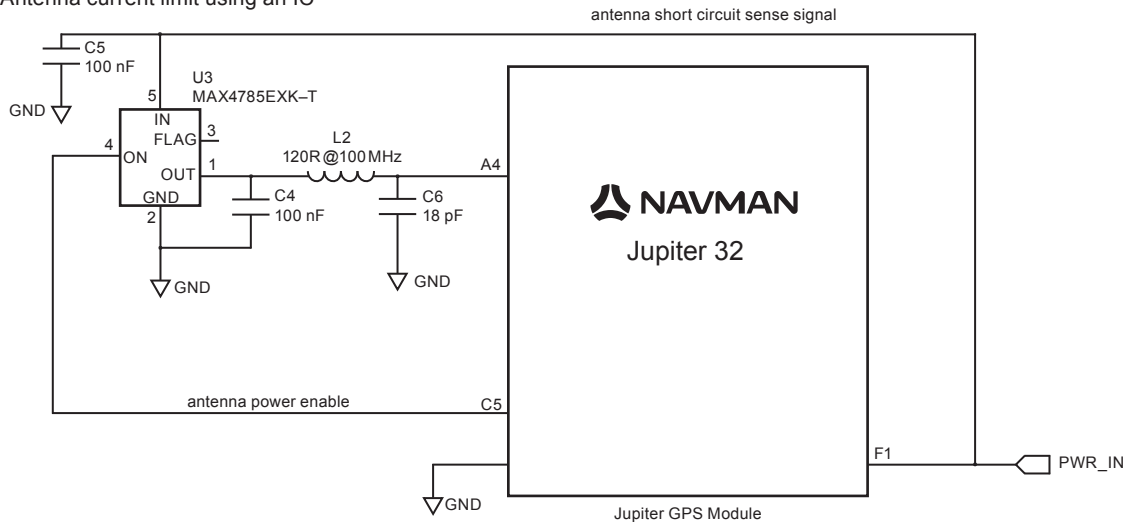 Antenna current limit using an IC
antenna short circuit sense signal
C5
100 nF
GND
U3
MAX4785EXK–T
5
IN
FLAG
3
4
ON
OUT
1
GND
2
L2
120R@100MHz
A4
C4
100 nF
C6
18 pF
GND
GND
NAVMAN
Jupiter 32
antenna power enable
C5
F1
PWR_IN
GND
Jupiter GPS Module